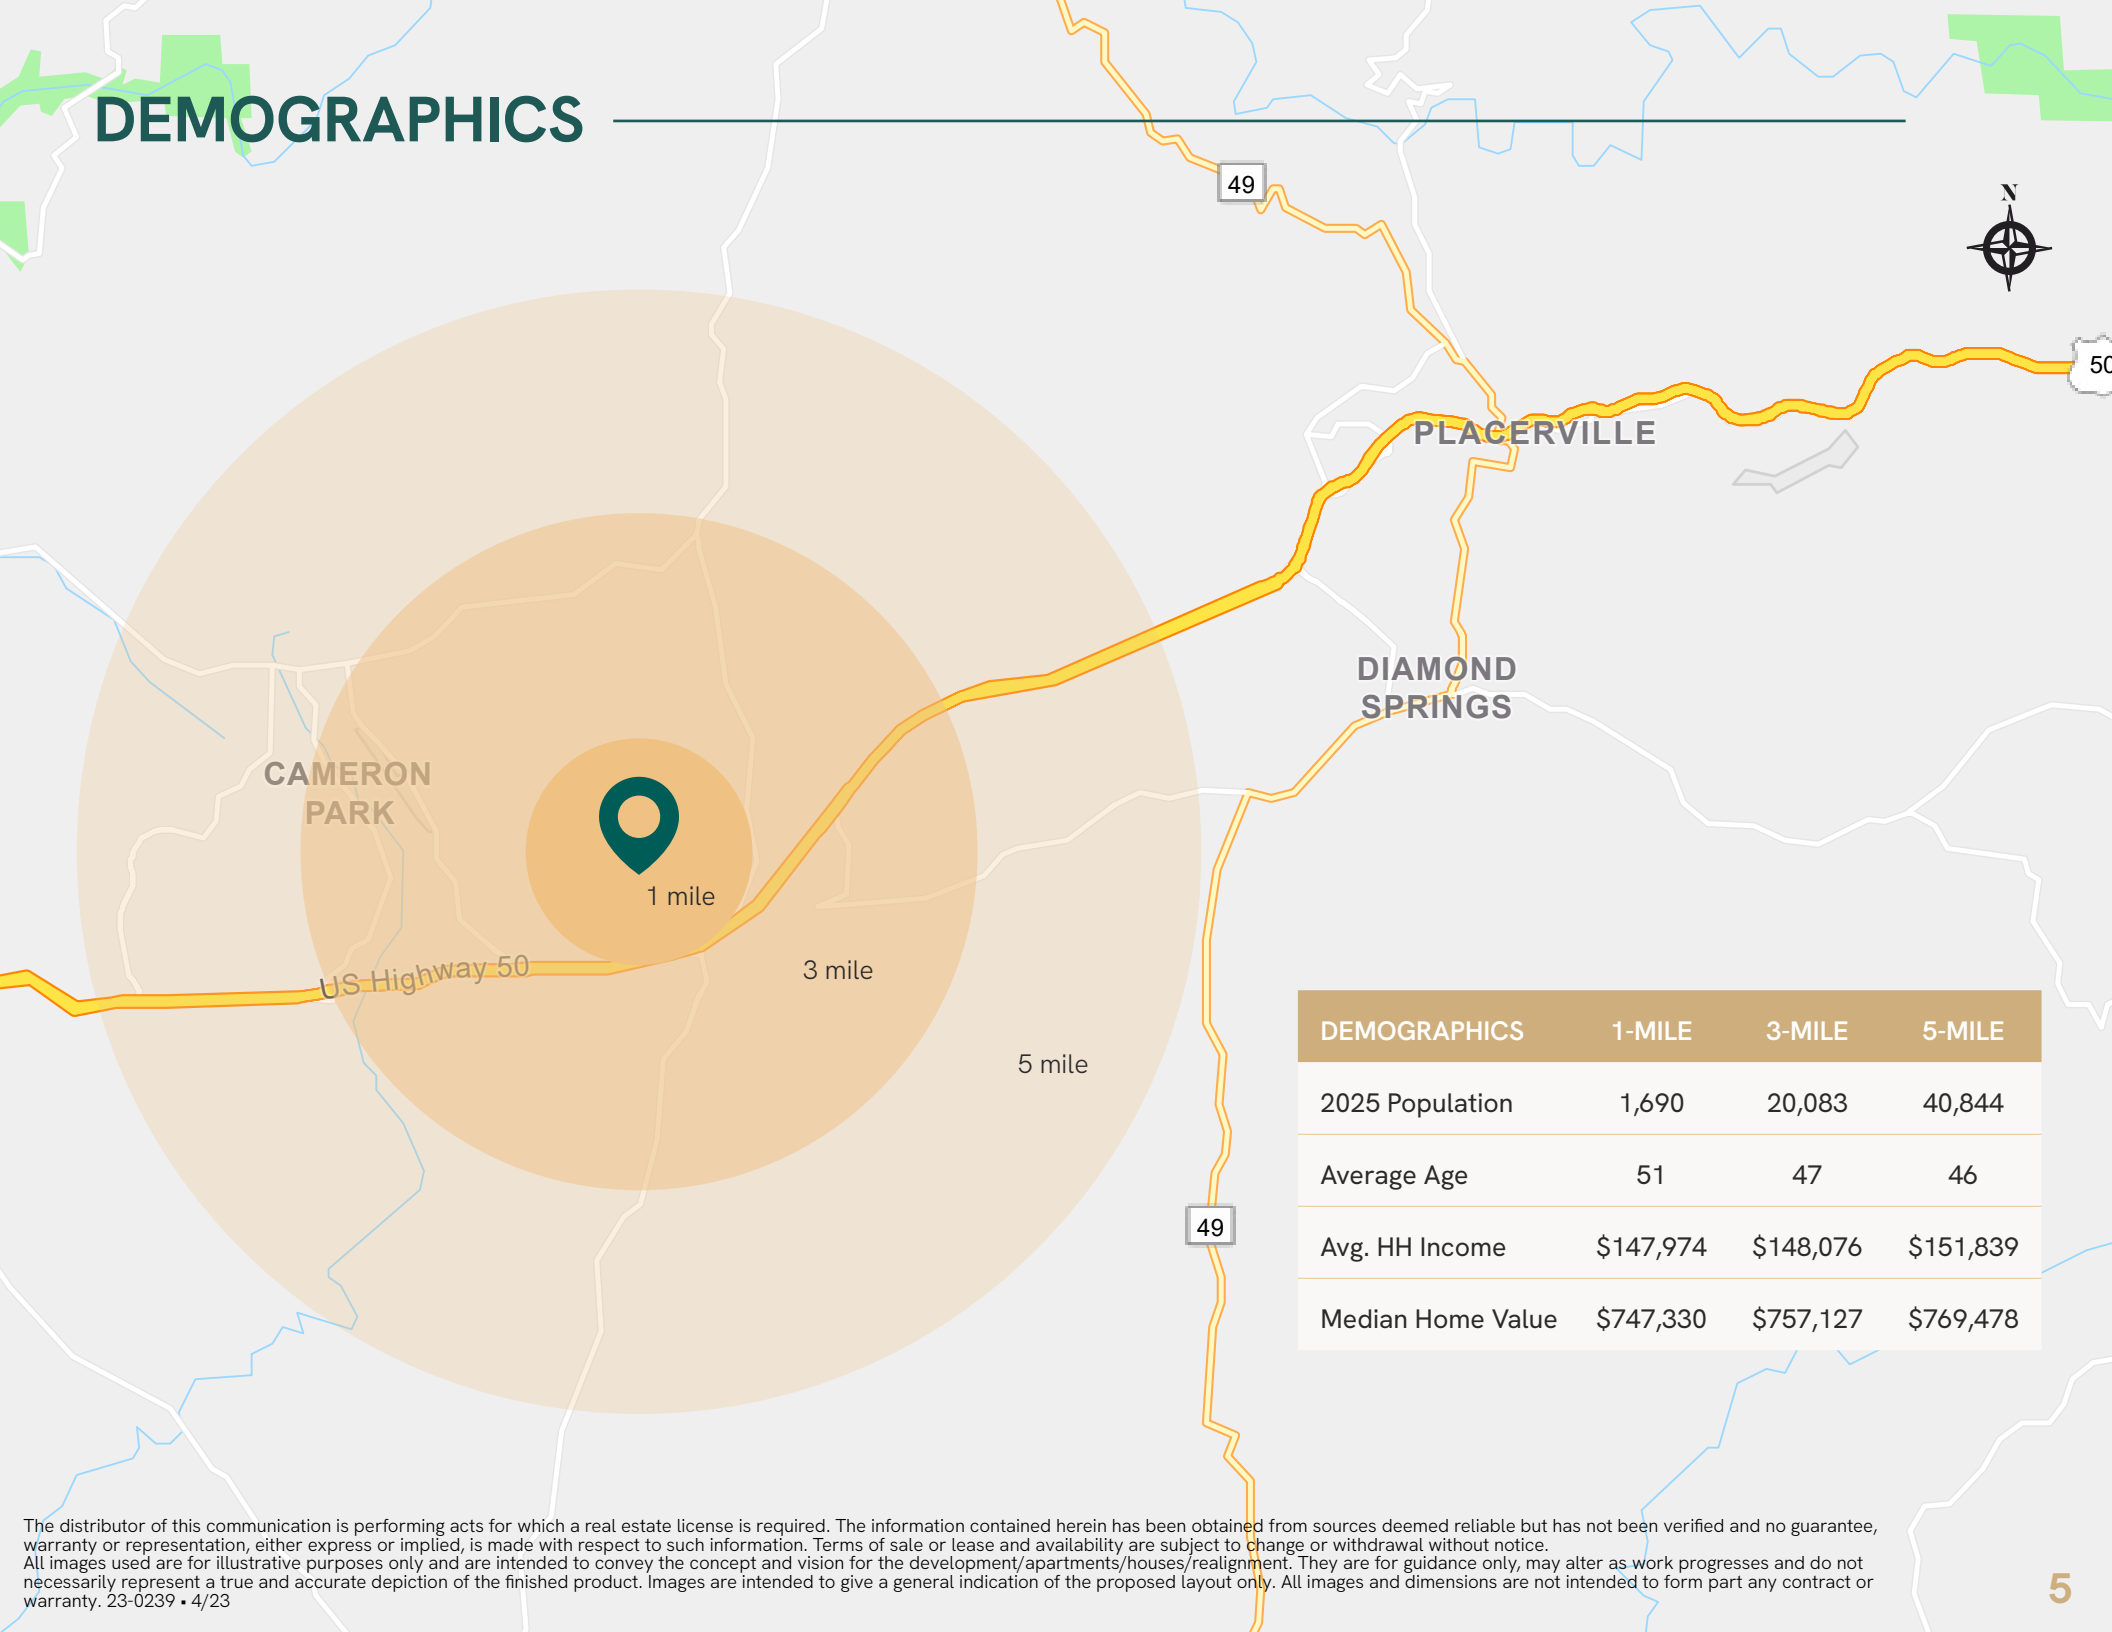 DEMOGRAPHICS
49
N
50
PLACERVILLE
DIAMOND
SPRINGS
CAMERON
PARK
1 mile
US Highway 50
3 mile
5 mile
DEMOGRAPHICS 1-MILE 3-MILE 5-MILE
2025 Population 1,690 20,083 40,844
Average Age 51 47 46
Avg. HH Income $147,974 $148,076 $151,839
Median Home Value $747,330 $757,127 $769,478
49
The distributor of this communication is performing acts for which a real estate license is required. The information contained herein has been obtained from sources deemed reliable but has not been verified and no guarantee,
warranty or representation, either express or implied, is made with respect to such information. Terms of sale or lease and availability are subject to change or withdrawal without notice.
All images used are for illustrative purposes only and are intended to convey the concept and vision for the development/apartments/houses/realignment. They are for guidance only, may alter as work progresses and do not
necessarily represent a true and accurate depiction of the finished product. Images are intended to give a general indication of the proposed layout only. All images and dimensions are not intended to form part any contract or
warranty. 23-0239 ▪ 4/23
5